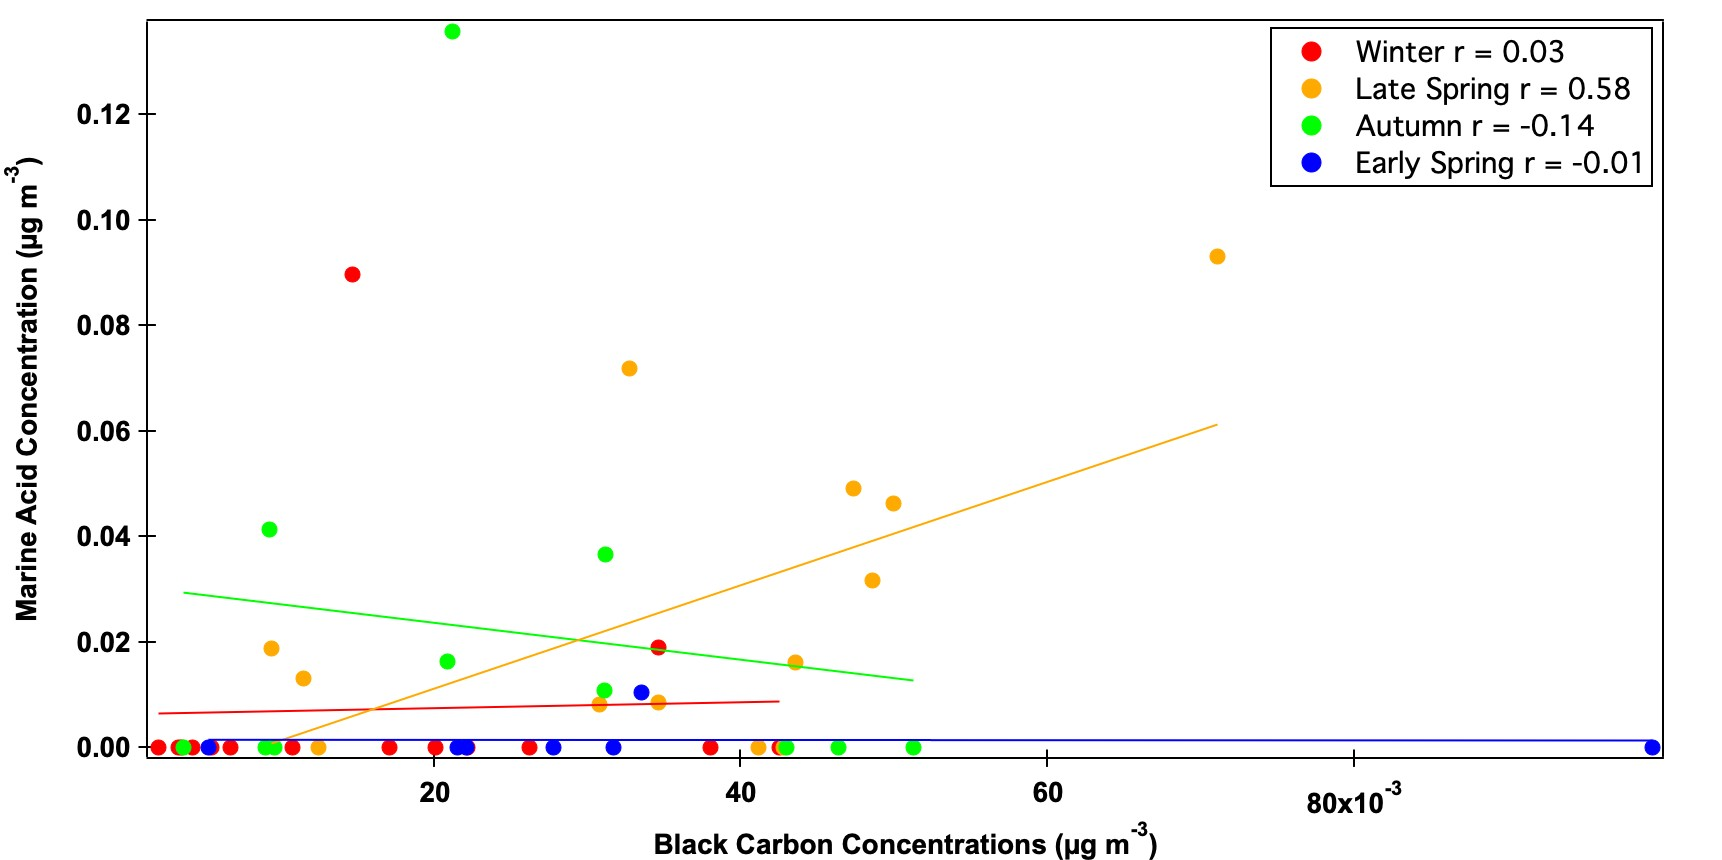 Winter r = 0.03
Late Spring r = 0.58
Autumn r = -0.14
Early Spring r = -0.01
Marine Acid Concentration (µg m-3)
0.12
0.10
0.08
0.06
0.04
0.02
0.00
20 40 60 80x10-3
Black Carbon Concentrations (µg m-3)